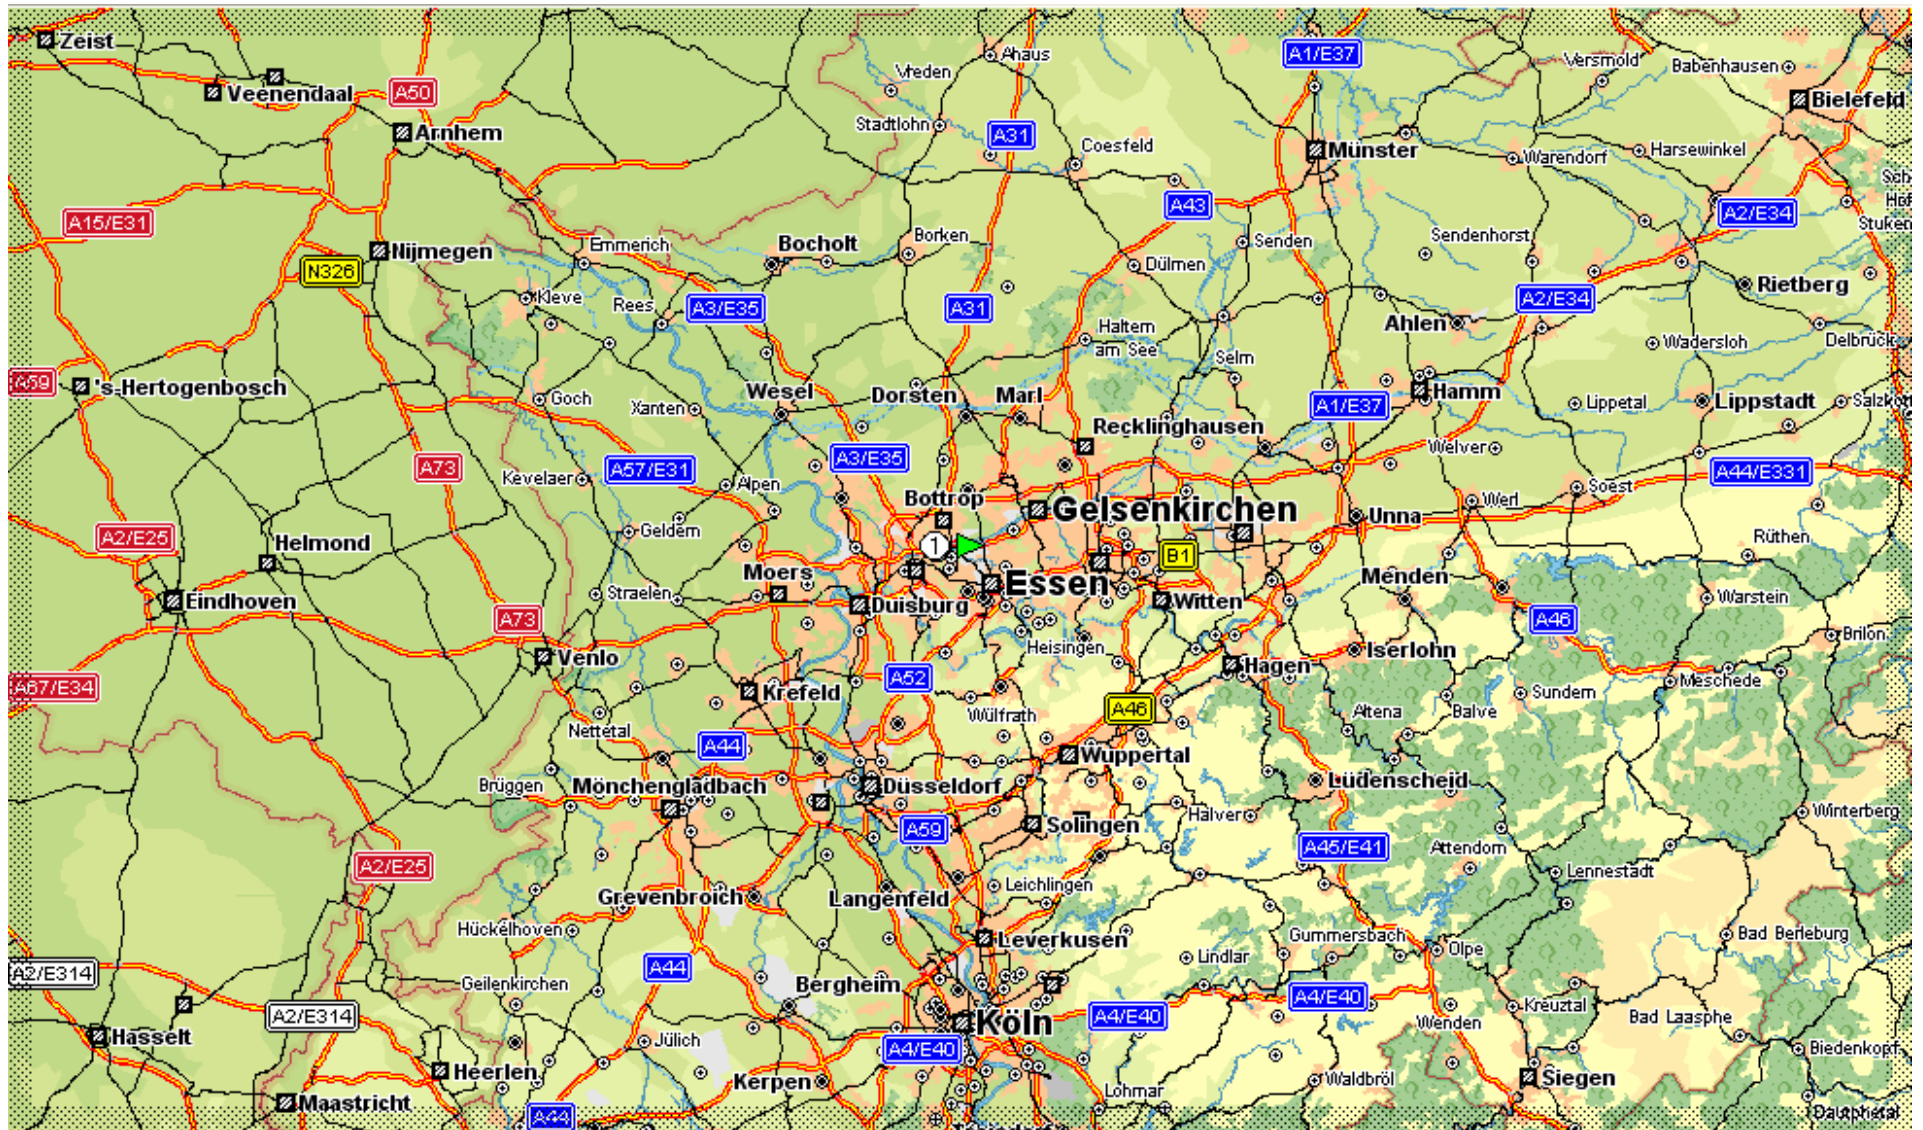 Zeist
Ahaus
A1/E37
Versmold
Babenhausen
Vreden
Veenendaal
A50
Bielefeld
Arnhem
Stadtlohn
A31
Coesfeld
Münster
Warendorf
Harsewinkel
A15/E31
A43
A2/E34
Nijmegen
Emmerich
Bocholt
Borken
Senden
Sendenhorst
N326
Dülmen
Kleve
Rees
A3/E35
A31
A2/E34
Rietberg
Ahlen
Haltern
am See
Wadersloh
Delbrück
Selm
A59
's-Hertogenbosch
Goch
Xanten
Wesel
Dorsten
Marl
A1/E37
Hamm
Lippetal
Lippstadt
Recklinghausen
Welver
A73
A57/E31
A3/E35
A44/E331
Kevelaer
Alpen
Bottrop
Werl
Soest
Gelsenkirchen
Unna
A2/E25
Helmond
Geldern
1
B1
Rüthen
Moers
Menden
Eindhoven
Straelen
Duisburg
Essen
Witten
Warstein
A73
A46
Venlo
Heisingen
Hagen
Iserlohn
Brilon
A67/E34
Krefeld
A52
Meschede
Wülfrath
A46
Altena
Balve
Sundern
Nettetal
A44
Wuppertal
Brüggen
Mönchengladbach
Düsseldorf
Lüdenscheid
Halver
Winterberg
A59
Solingen
A45/E41
Attendorn
A2/E25
Lennestadt
Grevenbroich
Langenfeld
Leichlingen
Hückelhoven
Leverkusen
Gummersbach
Olpe
Bad Berleburg
A2/E314
A44
Lindlar
Geilenkirchen
Bergheim
A4/E40
A2/E314
Köln
A4/E40
Kreuztal
Wenden
Bad Laasphe
Hasselt
Jülich
A4/E40
Biedenkopf
Heerlen
Kerpen
Waldbröl
Siegen
Maastricht
Lohmar
A44
Dautphetal